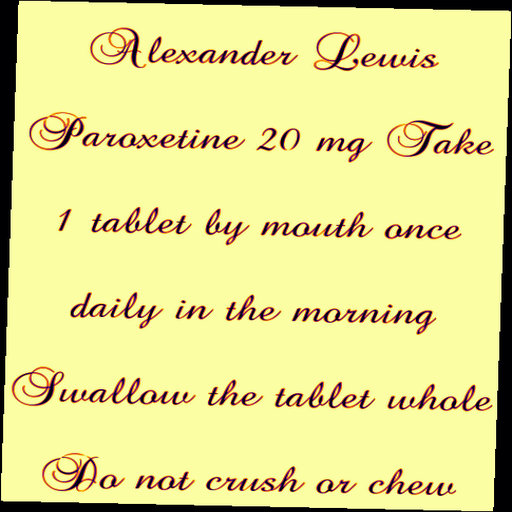 Alexander Lewis
Paroxetine 20 mg Take
1 tablet by mouth once
daily in the morning
Swallow the tablet whole
Do not crush or chew